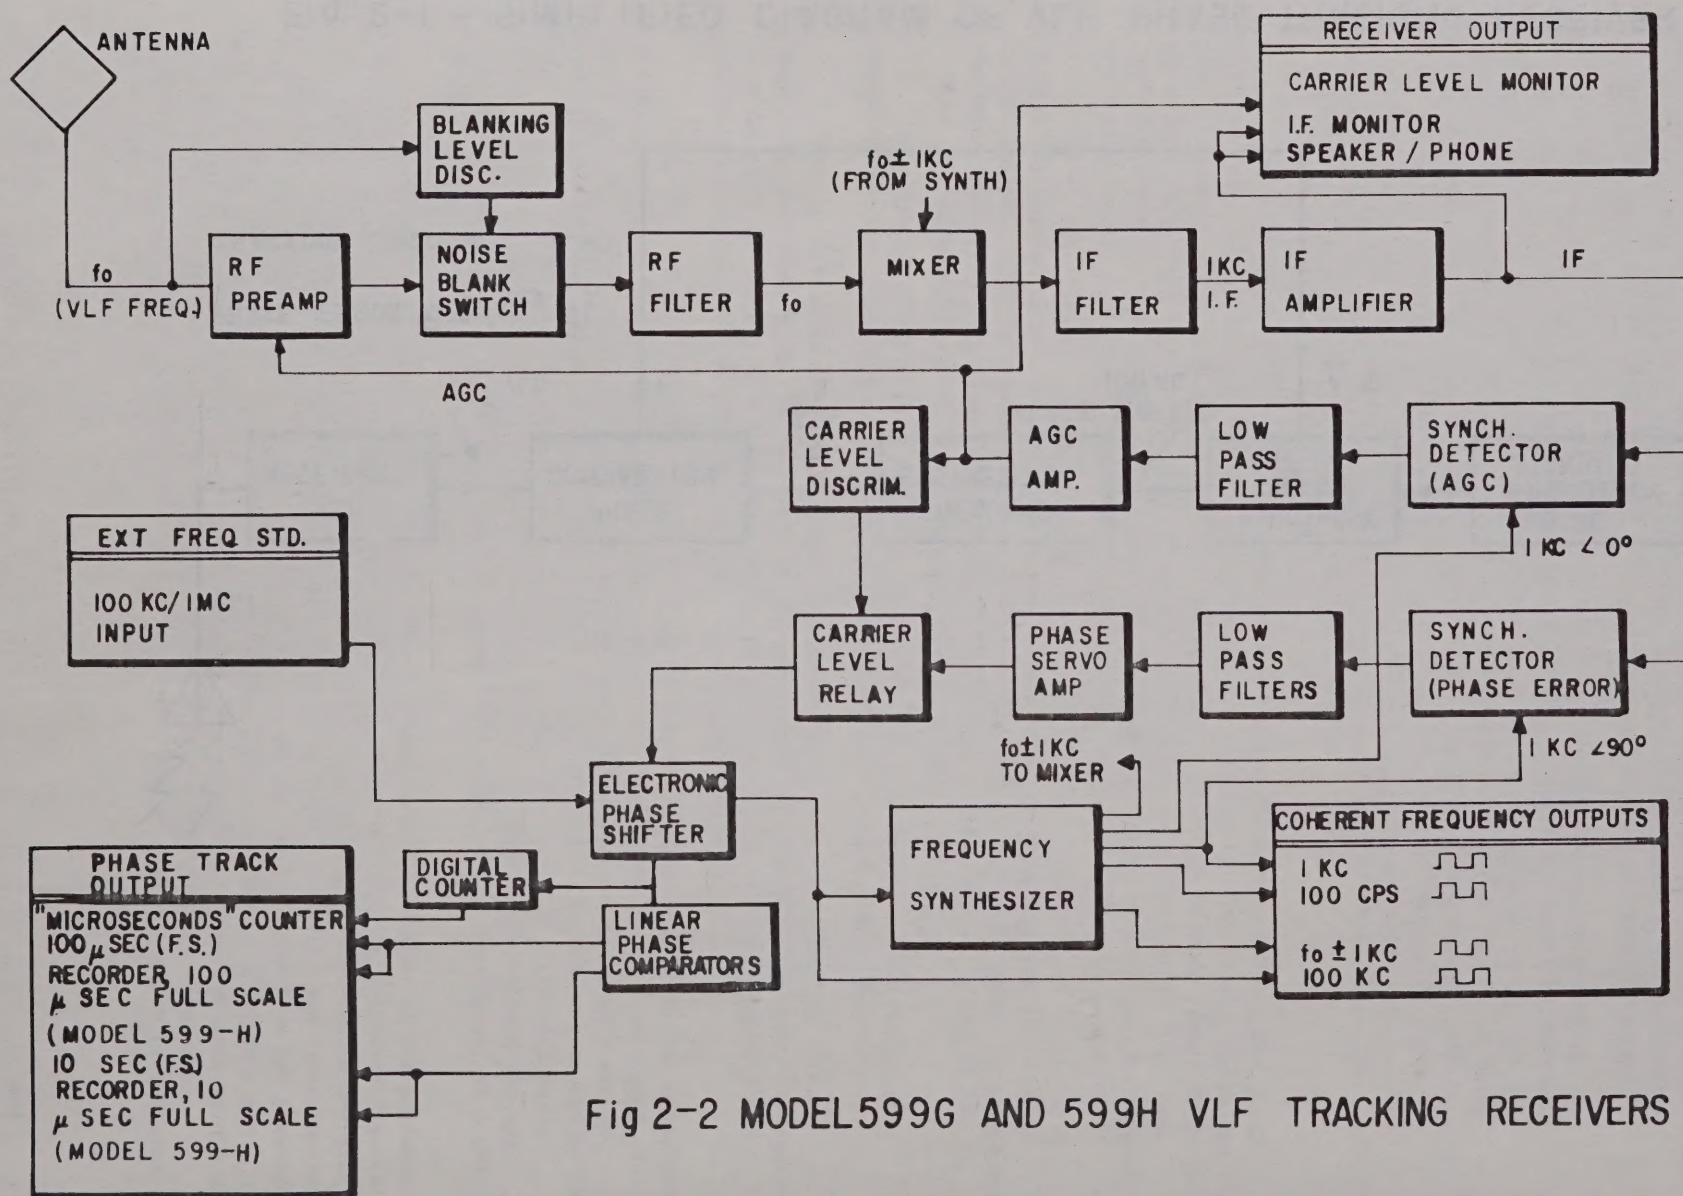 ANTENNA
RECEIVER OUTPUT
CARRIER LEVEL MONITOR
I.F. MONITOR
SPEAKER / PHONE
BLANKING
LEVEL
DISC.
fo ± 1KC
(FROM SYNTH)
fo
(VLF FREQ.)
RF
PREAMP
NOISE
BLANK
SWITCH
RF
FILTER
fo
MIXER
IF
FILTER
1KC
I.F.
IF
AMPLIFIER
IF
AGC
CARRIER
LEVEL
DISCRIM.
AGC
AMP.
LOW
PASS
FILTER
SYNCH.
DETECTOR
(AGC)
1 KC ∠ 0°
EXT FREQ STD.
100 KC/1MC
INPUT
CARRIER
LEVEL
RELAY
PHASE
SERVO
AMP
LOW
PASS
FILTERS
SYNCH.
DETECTOR
(PHASE ERROR)
1 KC ∠90°
fo±1KC
TO MIXER
ELECTRONIC
PHASE
SHIFTER
FREQUENCY
SYNTHESIZER
COHERENT FREQUENCY OUTPUTS
1 KC
100 CPS
fo ± 1KC
100 KC
DIGITAL
COUNTER
LINEAR
PHASE
COMPARATORS
PHASE TRACK
OUTPUT
"MICROSECONDS" COUNTER
100 µ SEC (F.S.)
RECORDER, 100
µ SEC FULL SCALE
(MODEL 599-H)
10 SEC (F.S.)
RECORDER, 10
µ SEC FULL SCALE
(MODEL 599-H)
Fig 2-2 MODEL 599G AND 599H VLF TRACKING RECEIVERS